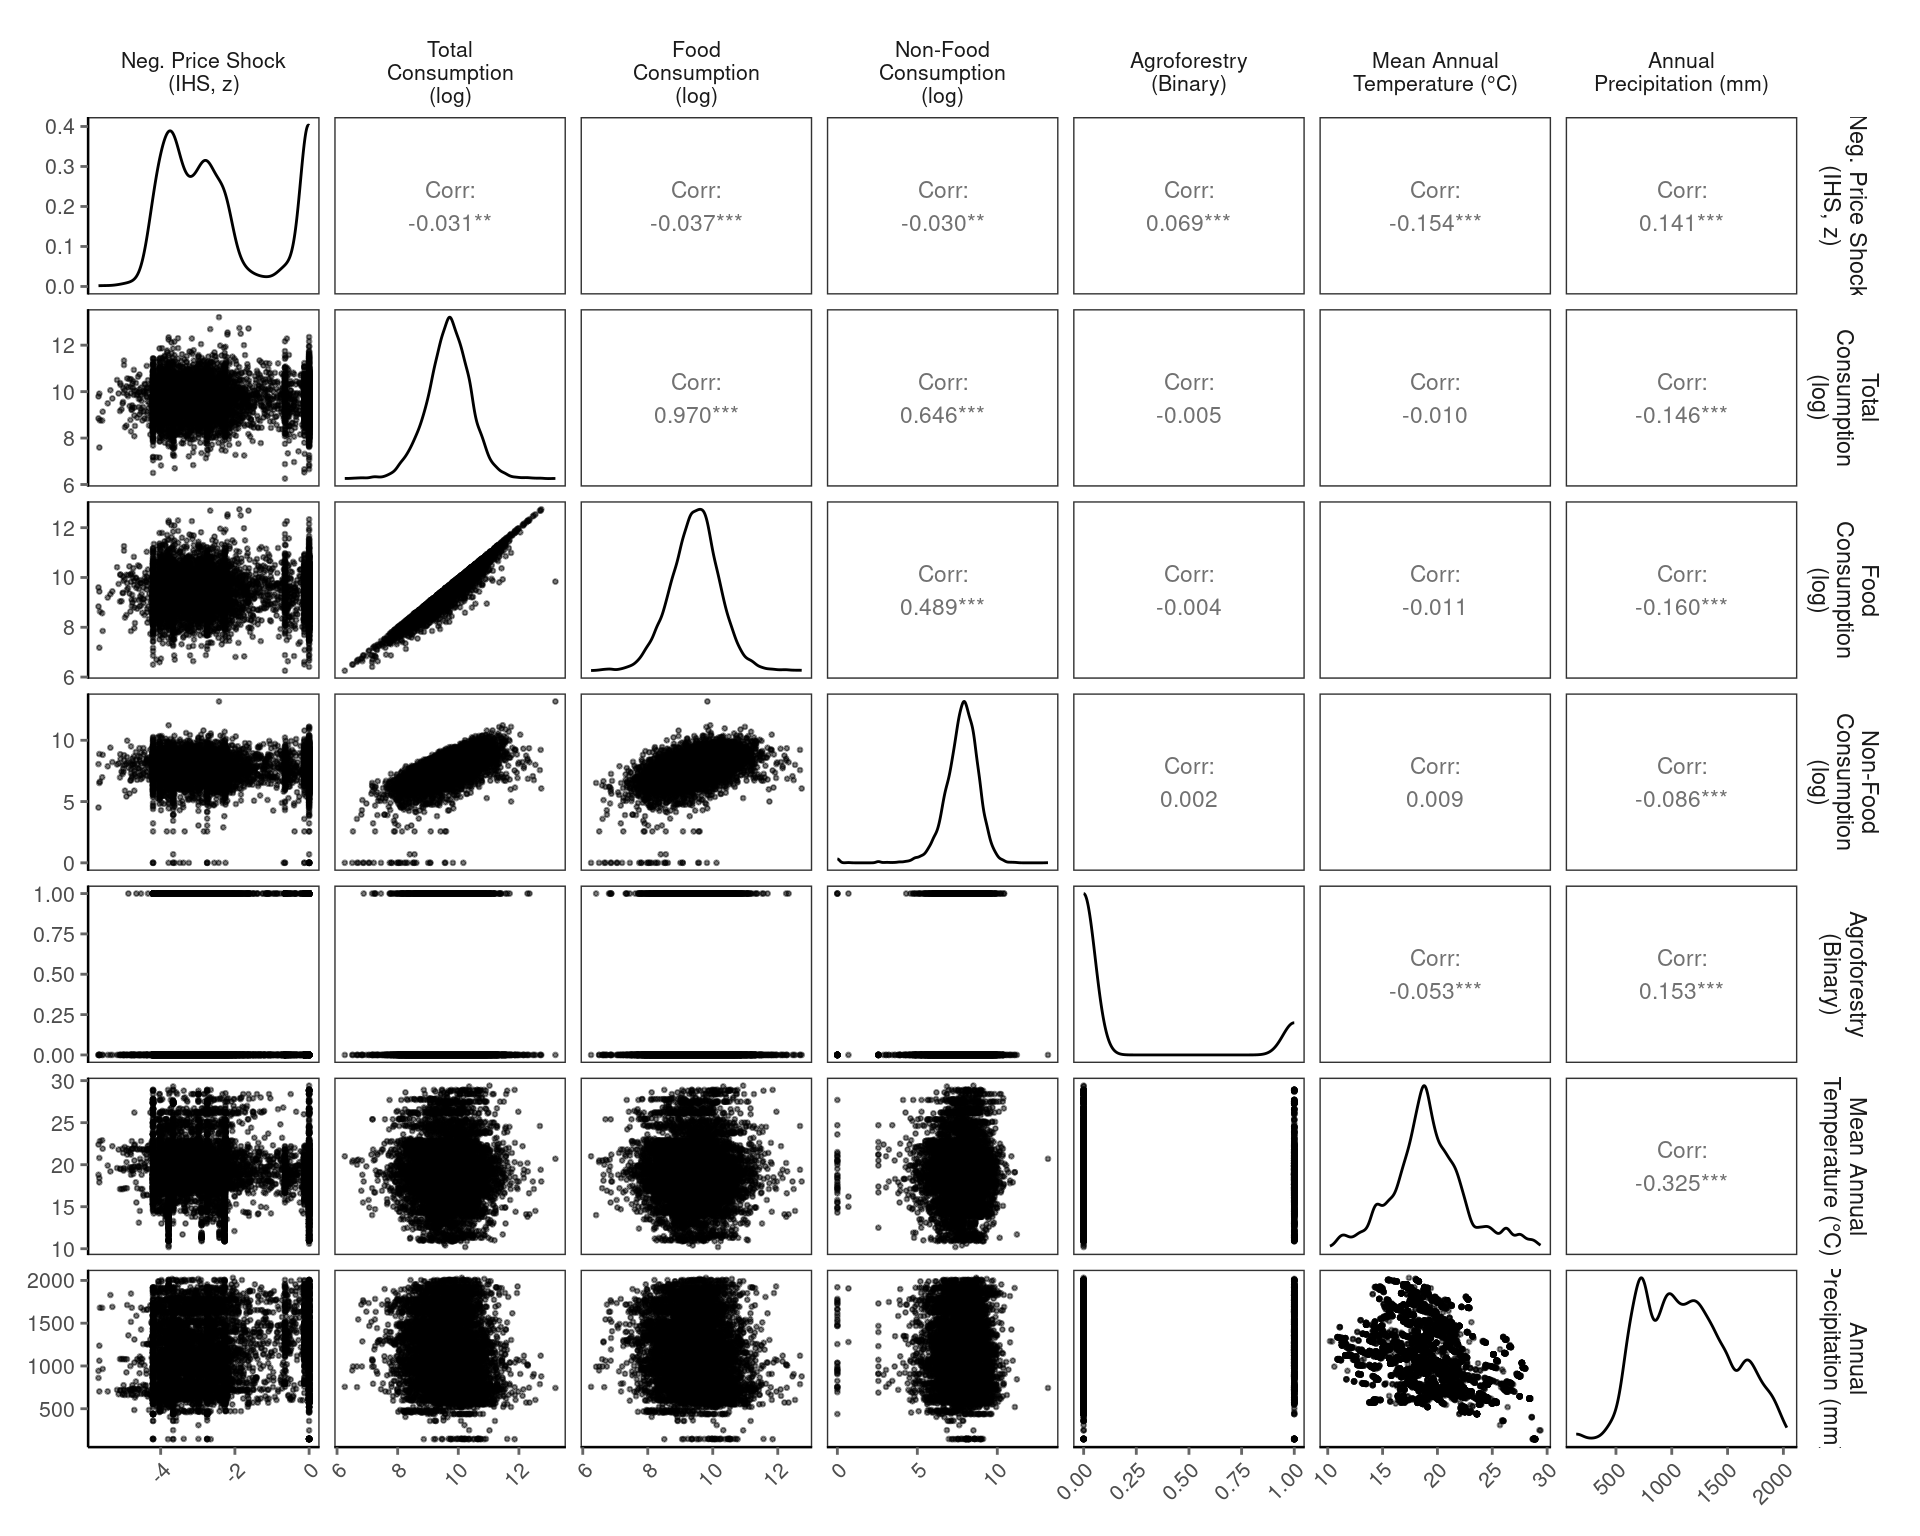 Neg. Price Shock
(IHS, z)
Total
Consumption
(log)
Food
Consumption
(log)
Non-Food
Consumption
(log)
Agroforestry
(Binary)
Mean Annual
Temperature (°C)
Annual
Precipitation (mm)
0.4
0.3
0.2
0.1
0.0
Corr:
-0.031**
Corr:
-0.037***
Corr:
-0.030**
Corr:
0.069***
Corr:
-0.154***
Corr:
0.141***
Neg. Price Shock
(IHS, z)
12
10
8
6
Corr:
0.970***
Corr:
0.646***
Corr:
-0.005
Corr:
-0.010
Corr:
-0.146***
Total
Consumption
(log)
12
10
8
6
Corr:
0.489***
Corr:
-0.004
Corr:
-0.011
Corr:
-0.160***
Food
Consumption
(log)
10
5
0
Corr:
0.002
Corr:
0.009
Corr:
-0.086***
Non-Food
Consumption
(log)
1.00
0.75
0.50
0.25
0.00
Corr:
-0.053***
Corr:
0.153***
Agroforestry
(Binary)
30
25
20
15
10
Corr:
-0.325***
Mean Annual
Temperature (°C)
2000
1500
1000
500
Annual
Precipitation (mm
-4
-2
0
6
8
10
12
6
8
10
12
0
5
10
0.00
0.25
0.50
0.75
1.00
10
15
20
25
30
500
1000
1500
2000